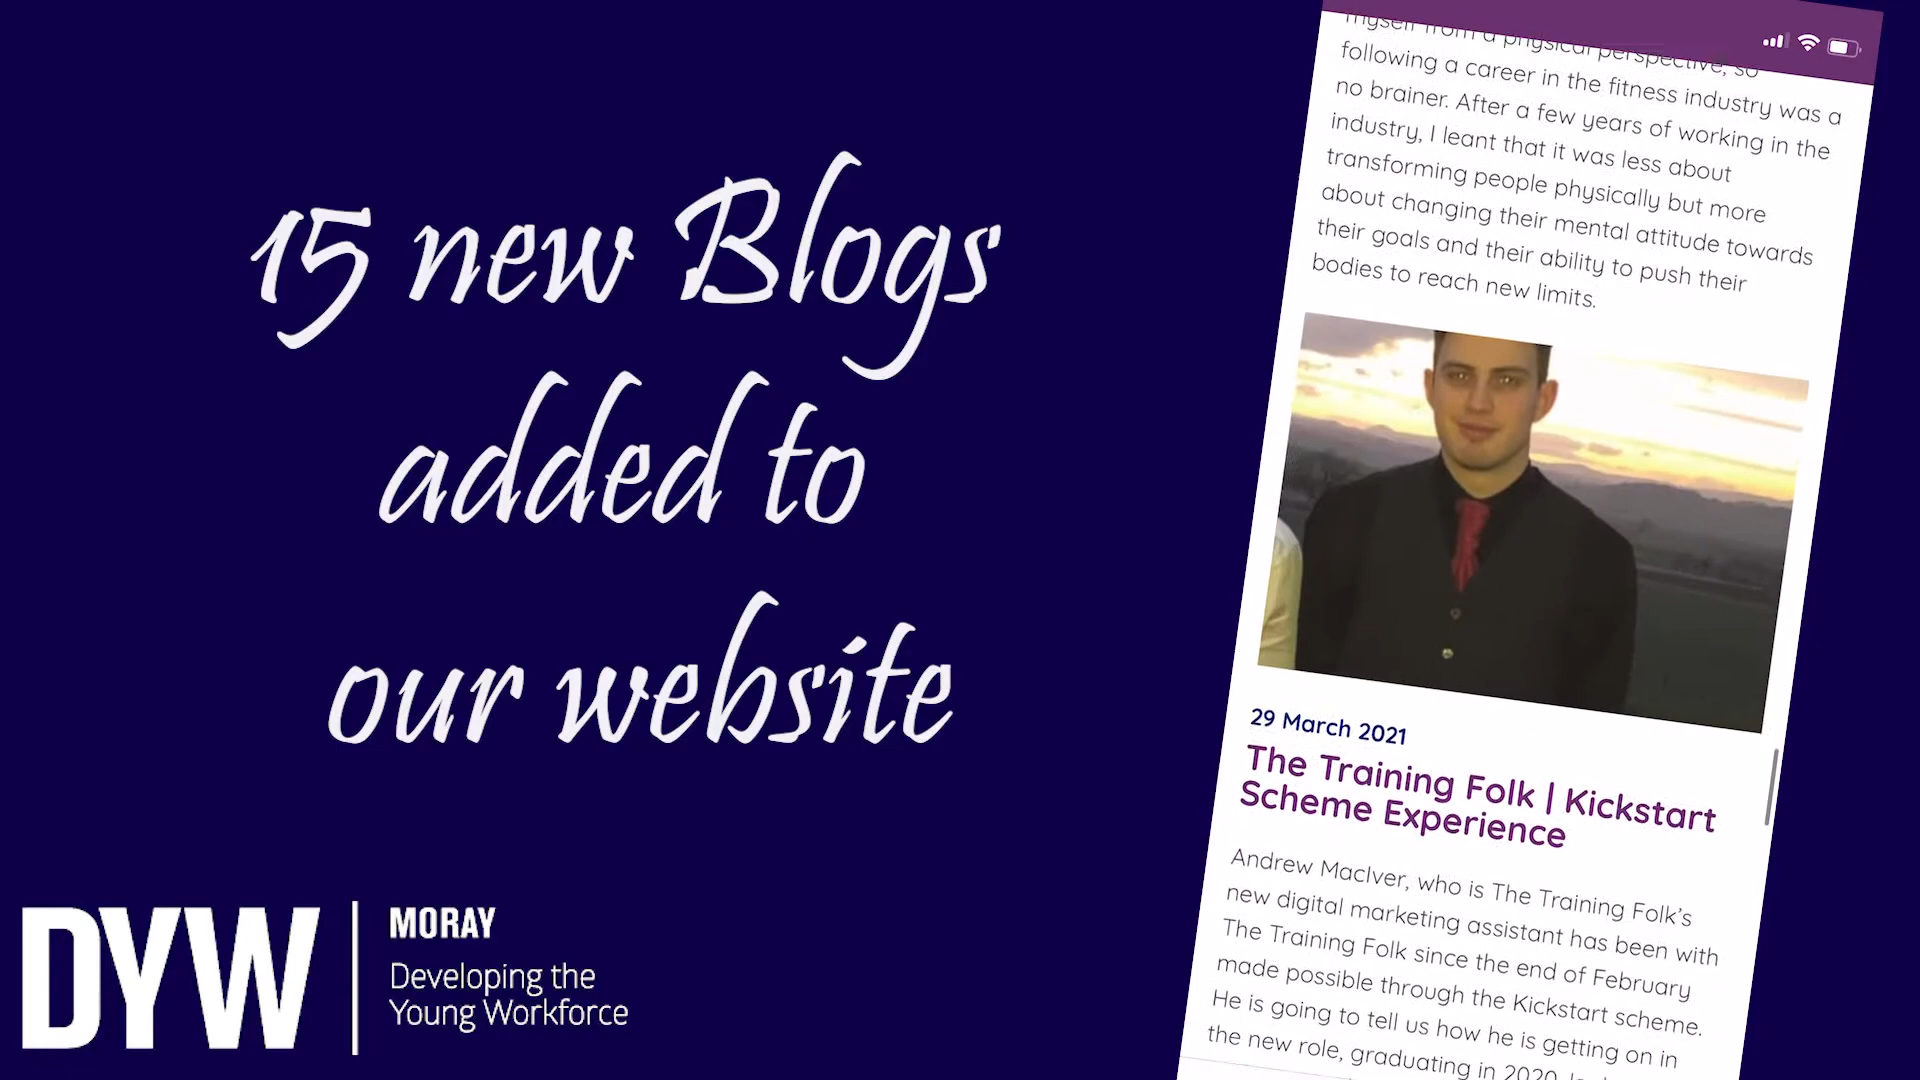 15 new Blogs
added to
our website
DYW
MORAY
Developing the
Young Workforce
myself from a physical perspective, so
following a career in the fitness industry was a
no brainer. After a few years of working in the
industry, I leant that it was less about
transforming people physically but more
about changing their mental attitude towards
their goals and their ability to push their
bodies to reach new limits.
29 March 2021
The Training Folk | Kickstart
Scheme Experience
Andrew MacIver, who is The Training Folk's
new digital marketing assistant has been with
The Training Folk since the end of February
made possible through the Kickstart scheme.
He is going to tell us how he is getting on in
the new role, graduating in 2020